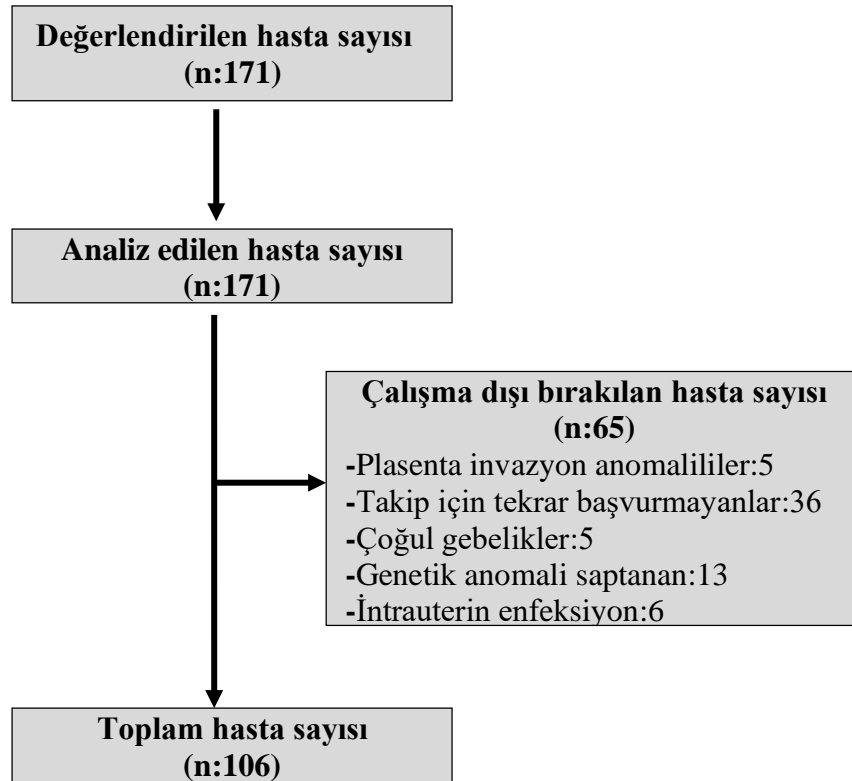 Değerlendirilen hasta sayısı
(n:171)
Analiz edilen hasta sayısı
(n:171)
Çalışma dışı bırakılan hasta sayısı
(n:65)
-Plasenta invazyon anomalililer:5
-Takip için tekrar başvurmayanlar:36
-Çoğul gebelikler:5
-Genetik anomali saptanan:13
-İntrauterin enfeksiyon:6
Toplam hasta sayısı
(n:106)